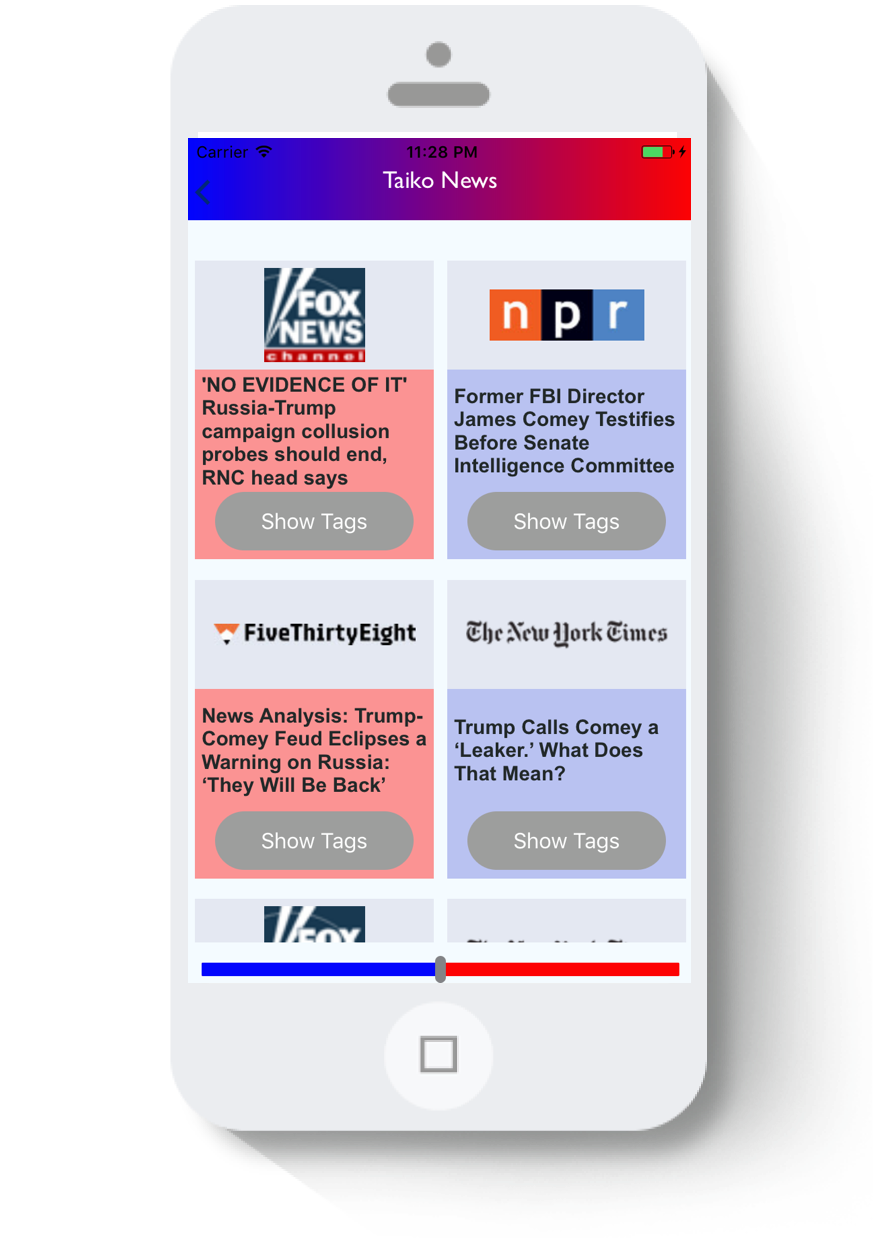 Carrier 11:28 PM
Taiko News
FOX
NEWS
channel
npr
'NO EVIDENCE OF IT'
Russia-Trump
campaign collusion
probes should end,
RNC head says
Show Tags
Former FBI Director
James Comey Testifies
Before Senate
Intelligence Committee
Show Tags
FiveThirtyEight
The New York Times
News Analysis: Trump-
Comey Feud Eclipses a
Warning on Russia:
‘They Will Be Back’
Show Tags
Trump Calls Comey a
‘Leaker.’ What Does
That Mean?
Show Tags
FOX